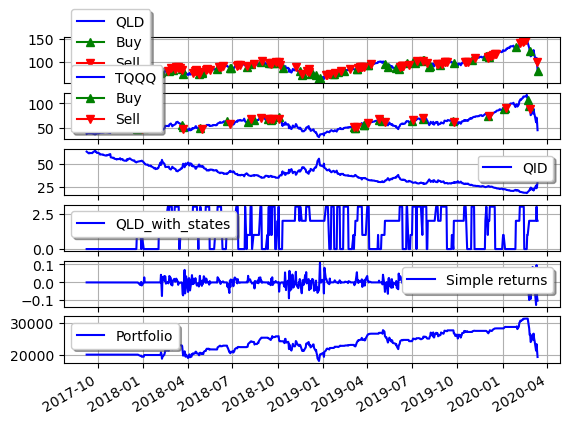 QLD
Buy
Sell
150
100
TQQQ
Buy
Sell
100
50
QID
50
25
QLD_with_states
2.5
0.0
Simple returns
0.1
0.0
−0.1
Portfolio
30000
20000
2017-10
2018-01
2018-04
2018-07
2018-10
2019-01
2019-04
2019-07
2019-10
2020-01
2020-04